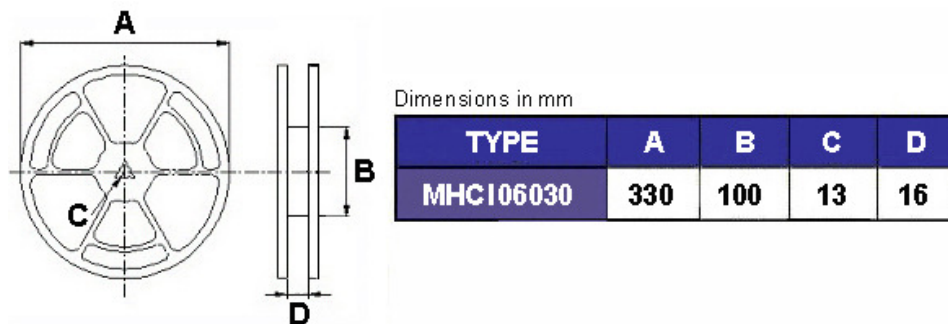 A
B
C
D
Dimensions in mm
TYPE A B C D
MHCI06030 330 100 13 16